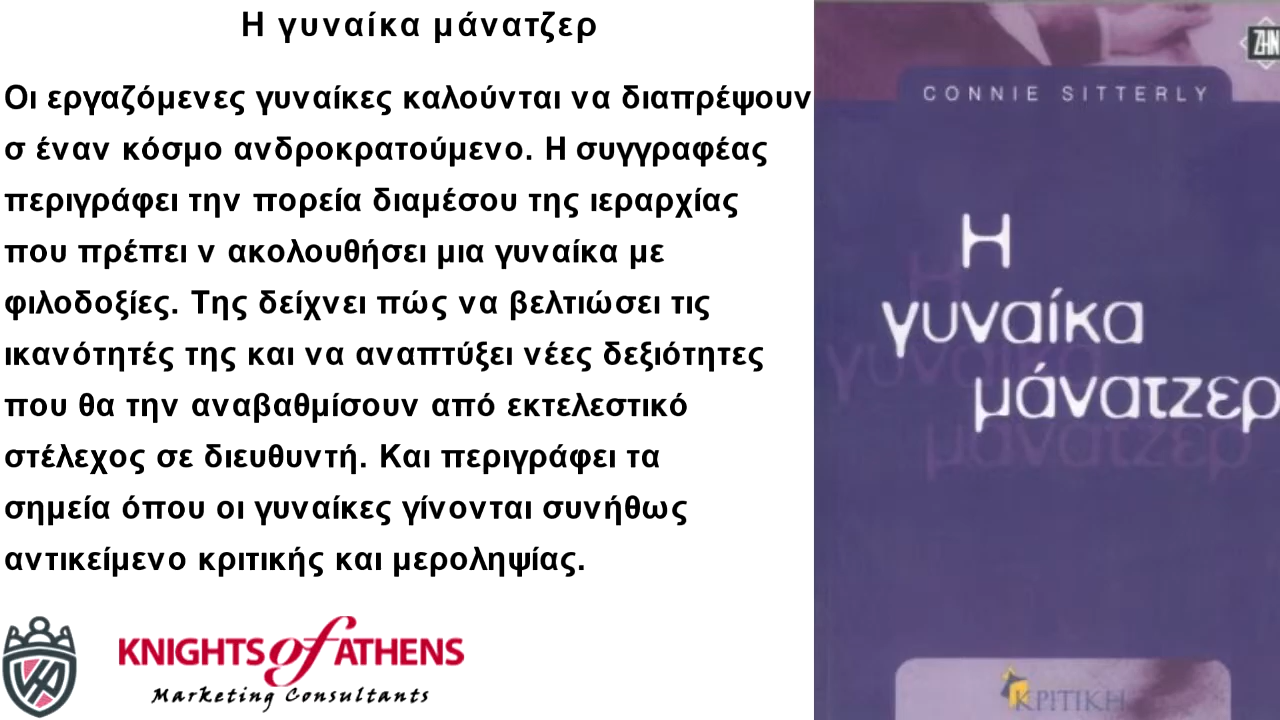 Η γυναίκα μάνατζερ
Οι εργαζόμενες γυναίκες καλούνται να διαπρέψουν
σ έναν κόσμο ανδροκρατούμενο. Η συγγραφέας
περιγράφει την πορεία διαμέσου της ιεραρχίας
που πρέπει ν ακολουθήσει μια γυναίκα με
φιλοδοξίες. Της δείχνει πώς να βελτιώσει τις
ικανότητές της και να αναπτύξει νέες δεξιότητες
που θα την αναβαθμίσουν από εκτελεστικό
στέλεχος σε διευθυντή. Και περιγράφει τα
σημεία όπου οι γυναίκες γίνονται συνήθως
αντικείμενο κριτικής και μεροληψίας.
KNIGHTS of ATHENS
Marketing Consultants
ΖΗΝ
CONNIE SITTERLY
Η
γυναίκα
μάνατζερ
ΚΡΙΤΙΚΗ